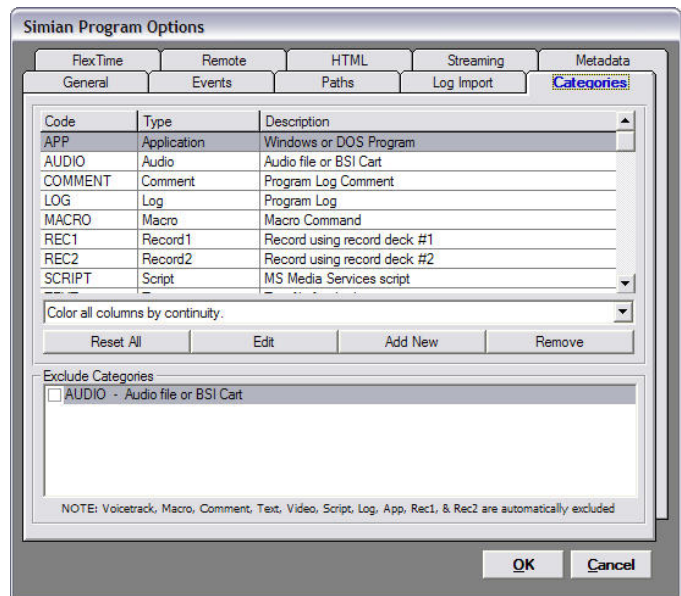 Simian Program Options
FlexTime Remote HTML Streaming Metadata
General Events Paths Log Import Categories
Code Type Description
APP Application Windows or DOS Program
AUDIO Audio Audio file or BSI Cart
COMMENT Comment Program Log Comment
LOG Log Program Log
MACRO Macro Macro Command
REC1 Record1 Record using record deck #1
REC2 Record2 Record using record deck #2
SCRIPT Script MS Media Services script
Color all columns by continuity.
Reset All Edit Add New Remove
Exclude Categories
AUDIO - Audio file or BSI Cart
NOTE: Voicetrack, Macro, Comment, Text, Video, Script, Log, App, Rec1, & Rec2 are automatically excluded
OK Cancel